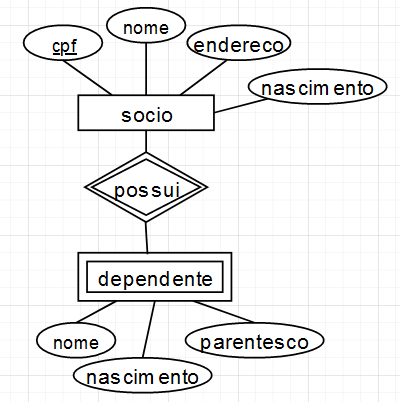 cpf
nome
endereco
nascimento
socio
possui
dependente
nome
nascimento
parentesco